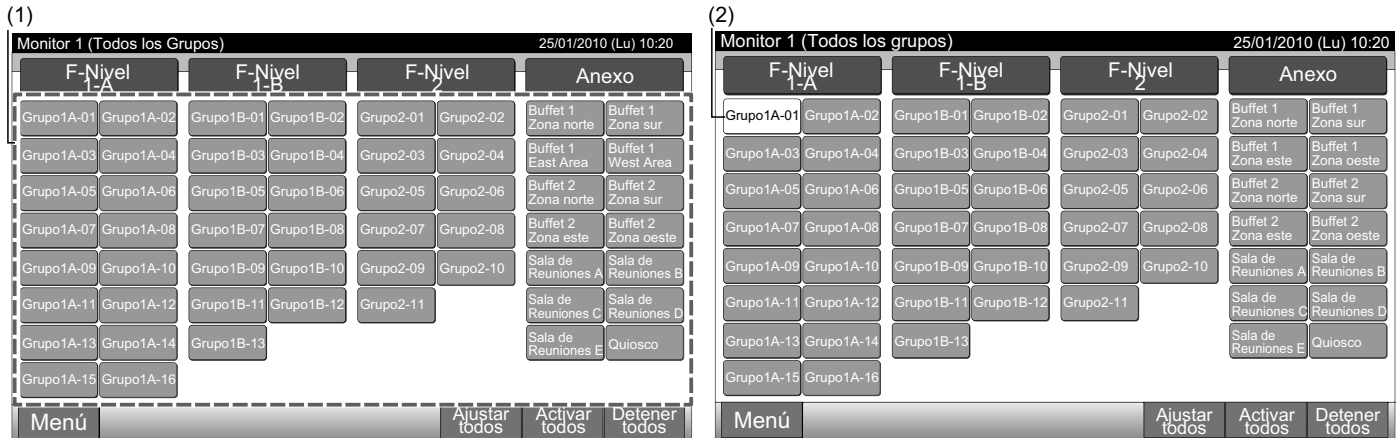 (1)
Monitor 1 (Todos los Grupos) 25/01/2010 (Lu) 10:20
F-Nivel 1-A
F-Nivel 1-B
F-Nivel 2
Anexo
Grupo1A-01 Grupo1A-02 Grupo1B-01 Grupo1B-02 Grupo2-01 Grupo2-02 Buffet 1 Zona norte Buffet 1 Zona sur
Grupo1A-03 Grupo1A-04 Grupo1B-03 Grupo1B-04 Grupo2-03 Grupo2-04 Buffet 1 East Area Buffet 1 West Area
Grupo1A-05 Grupo1A-06 Grupo1B-05 Grupo1B-06 Grupo2-05 Grupo2-06 Buffet 2 Zona norte Buffet 2 Zona sur
Grupo1A-07 Grupo1A-08 Grupo1B-07 Grupo1B-08 Grupo2-07 Grupo2-08 Buffet 2 Zona este Buffet 2 Zona oeste
Grupo1A-09 Grupo1A-10 Grupo1B-09 Grupo1B-10 Grupo2-09 Grupo2-10 Sala de Reuniones A Sala de Reuniones B
Grupo1A-11 Grupo1A-12 Grupo1B-11 Grupo1B-12 Grupo2-11 Sala de Reuniones C Sala de Reuniones D
Grupo1A-13 Grupo1A-14 Grupo1B-13 Sala de Reuniones E Quiosco
Grupo1A-15 Grupo1A-16
Menú Ajustar todos Activar todos Detener todos
(2)
Monitor 1 (Todos los grupos) 25/01/2010 (Lu) 10:20
F-Nivel 1-A
F-Nivel 1-B
F-Nivel 2
Anexo
Grupo1A-01 Grupo1A-02 Grupo1B-01 Grupo1B-02 Grupo2-01 Grupo2-02 Buffet 1 Zona norte Buffet 1 Zona sur
Grupo1A-03 Grupo1A-04 Grupo1B-03 Grupo1B-04 Grupo2-03 Grupo2-04 Buffet 1 Zona este Buffet 1 Zona oeste
Grupo1A-05 Grupo1A-06 Grupo1B-05 Grupo1B-06 Grupo2-05 Grupo2-06 Buffet 2 Zona norte Buffet 2 Zona sur
Grupo1A-07 Grupo1A-08 Grupo1B-07 Grupo1B-08 Grupo2-07 Grupo2-08 Buffet 2 Zona este Buffet 2 Zona oeste
Grupo1A-09 Grupo1A-10 Grupo1B-09 Grupo1B-10 Grupo2-09 Grupo2-10 Sala de Reuniones A Sala de Reuniones B
Grupo1A-11 Grupo1A-12 Grupo1B-11 Grupo1B-12 Grupo2-11 Sala de Reuniones C Sala de Reuniones D
Grupo1A-13 Grupo1A-14 Grupo1B-13 Sala de Reuniones E Quiosco
Grupo1A-15 Grupo1A-16
Menú Ajustar todos Activar todos Detener todos